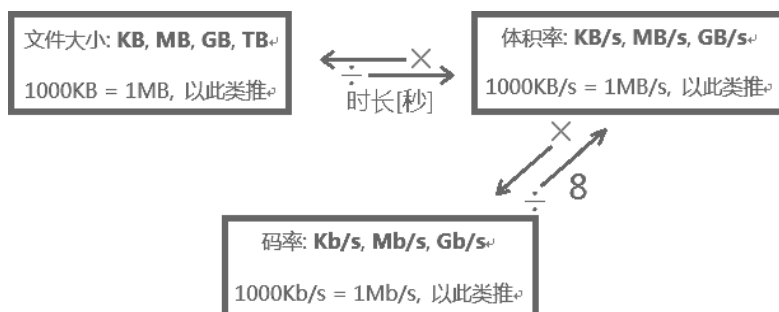 文件大小: KB, MB, GB, TB↵
1000KB = 1MB, 以此类推↵
×
÷
时长[秒]
体积率: KB/s, MB/s, GB/s↵
1000KB/s = 1MB/s, 以此类推↵
×
÷ 8
码率: Kb/s, Mb/s, Gb/s↵
1000Kb/s = 1Mb/s, 以此类推↵